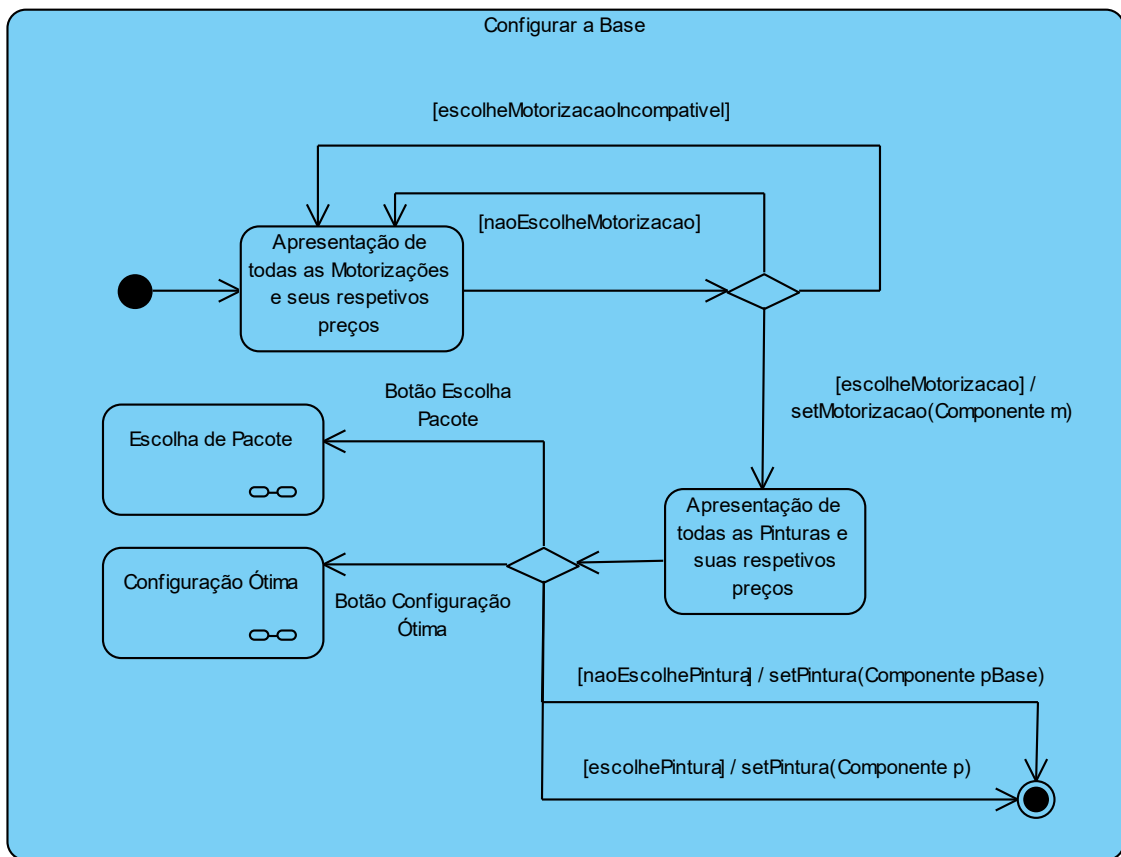 Configurar a Base
[escolheMotorizacaoIncompativel]
[naoEscolheMotorizacao]
Apresentação de
todas as Motorizações
e seus respetivos
preços
[escolheMotorizacao] /
setMotorizacao(Componente m)
Botão Escolha
Pacote
Escolha de Pacote
Apresentação de
todas as Pinturas e
suas respetivos
preços
Configuração Ótima
Botão Configuração
Ótima
[naoEscolhePintura] / setPintura(Componente pBase)
[escolhePintura] / setPintura(Componente p)